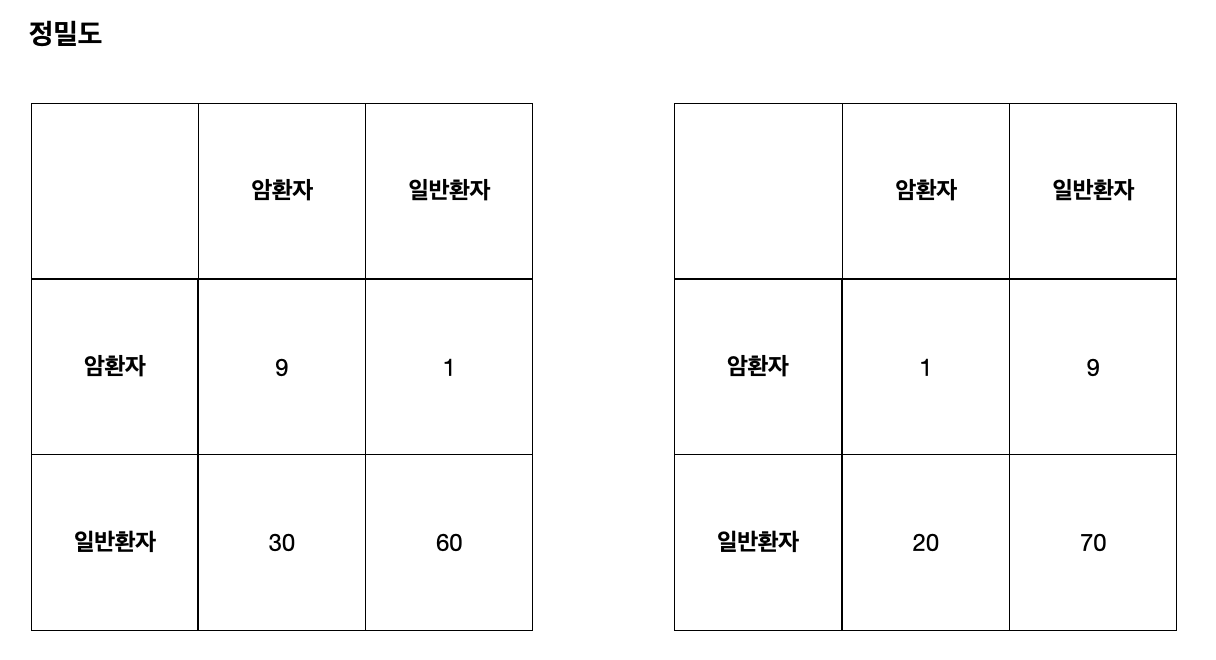 정밀도
암환자 일반환자
암환자 9 1
일반환자 30 60
암환자 일반환자
암환자 1 9
일반환자 20 70